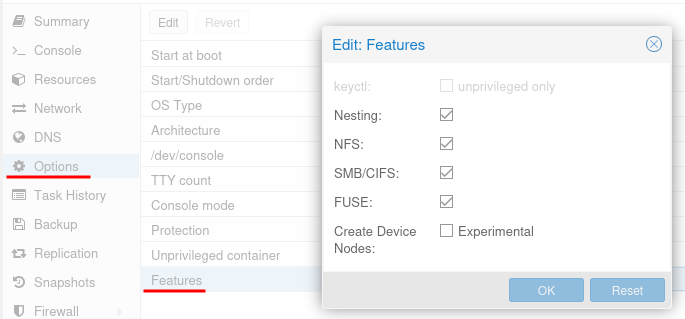 Summary
Console
Resources
Network
DNS
Options
Task History
Backup
Replication
Snapshots
Firewall
Edit
Revert
Start at boot
Start/Shutdown order
OS Type
Architecture
/dev/console
TTY count
Console mode
Protection
Unprivileged container
Features
Edit: Features
keyctl: unprivileged only
Nesting:
NFS:
SMB/CIFS:
FUSE:
Create Device Experimental
Nodes:
OK
Reset